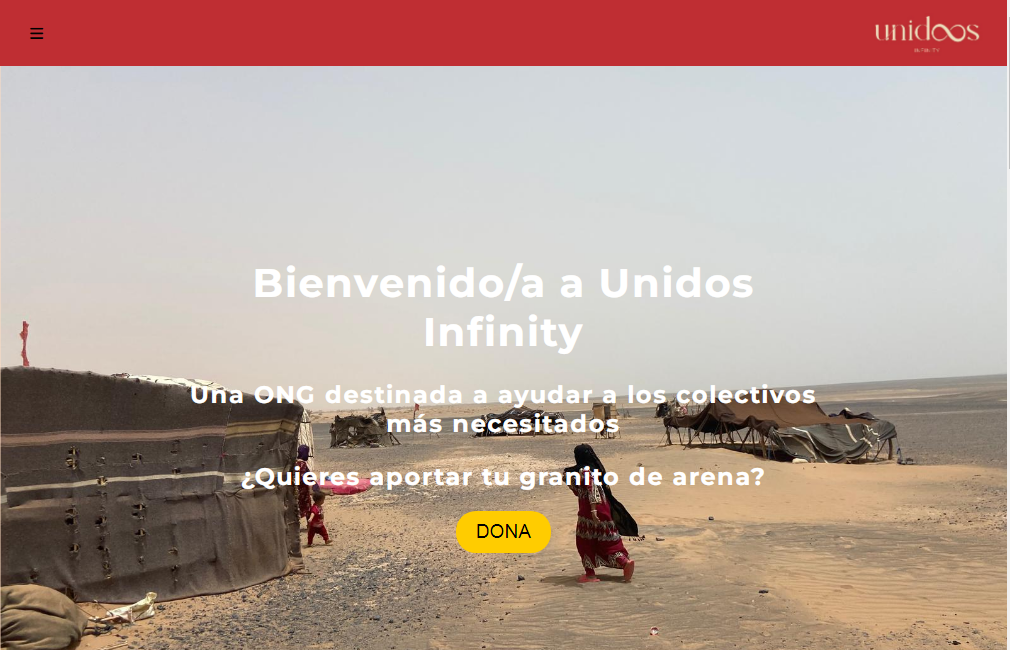 unidoos
INFINITY
Bienvenido/a a Unidos
Infinity
Una ONG destinada a ayudar a los colectivos
más necesitados
¿Quieres aportar tu granito de arena?
DONA